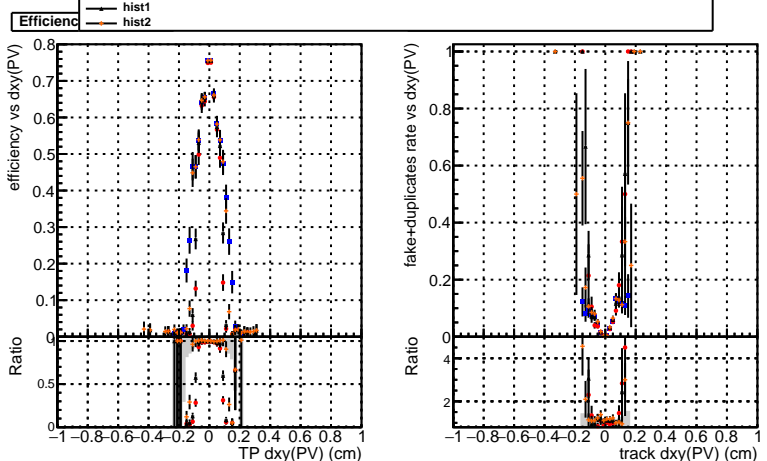 hist1
Efficienc
hist2
efficiency vs dxy(PV)
0.8
0.7
0.6
0.5
0.4
0.3
0.2
0.1
0
Ratio
1
0.5
0
−1 −0.8−0.6−0.4−0.2 0 0.2 0.4 0.6 0.8 1
TP dxy(PV) (cm)
fake+duplicates rate vs dxy(PV)
1
0.8
0.6
0.4
0.2
0
Ratio
4
2
−1 −0.8−0.6−0.4−0.2 0 0.2 0.4 0.6 0.8 1
track dxy(PV) (cm)